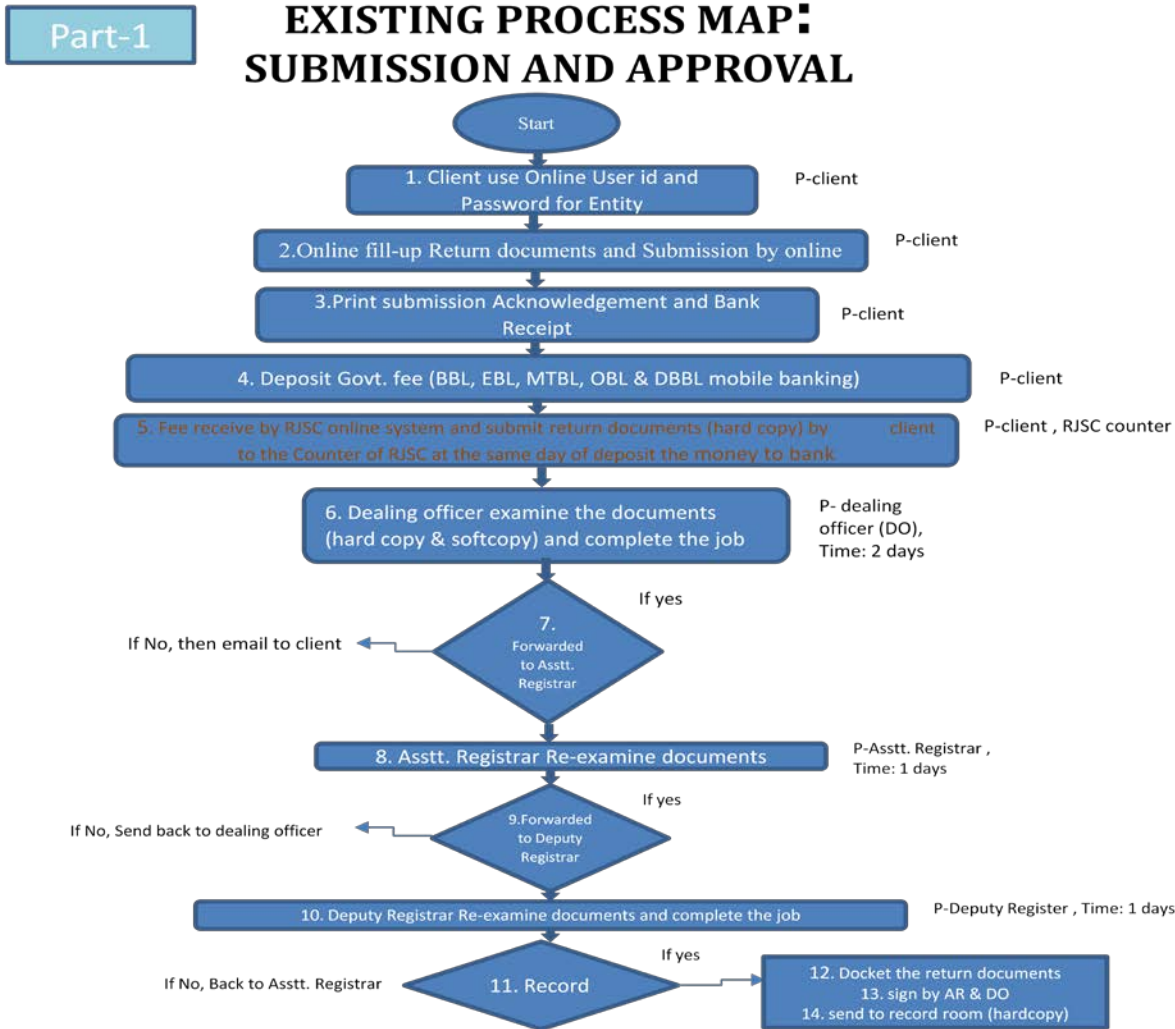 Part-1
EXISTING PROCESS MAP:
SUBMISSION AND APPROVAL
Start
1. Client use Online User id and
Password for Entity
P-client
2.Online fill-up Return documents and Submission by online
P-client
3.Print submission Acknowledgement and Bank
Receipt
P-client
4. Deposit Govt. fee (BBL, EBL, MTBL, OBL & DBBL mobile banking)
P-client
5. Fee receive by RJSC online system and submit return documents (hard copy) by client
to the Counter of RJSC at the same day of deposit the money to bank
P-client , RJSC counter
6. Dealing officer examine the documents
(hard copy & softcopy) and complete the job
P- dealing
officer (DO),
Time: 2 days
If yes
7.
Forwarded
to Asstt.
Registrar
If No, then email to client
8. Asstt. Registrar Re-examine documents
P-Asstt. Registrar ,
Time: 1 days
If yes
9.Forwarded
to Deputy
Registrar
If No, Send back to dealing officer
10. Deputy Registrar Re-examine documents and complete the job
P-Deputy Register , Time: 1 days
If yes
11. Record
If No, Back to Asstt. Registrar
12. Docket the return documents
13. sign by AR & DO
14. send to record room (hardcopy)